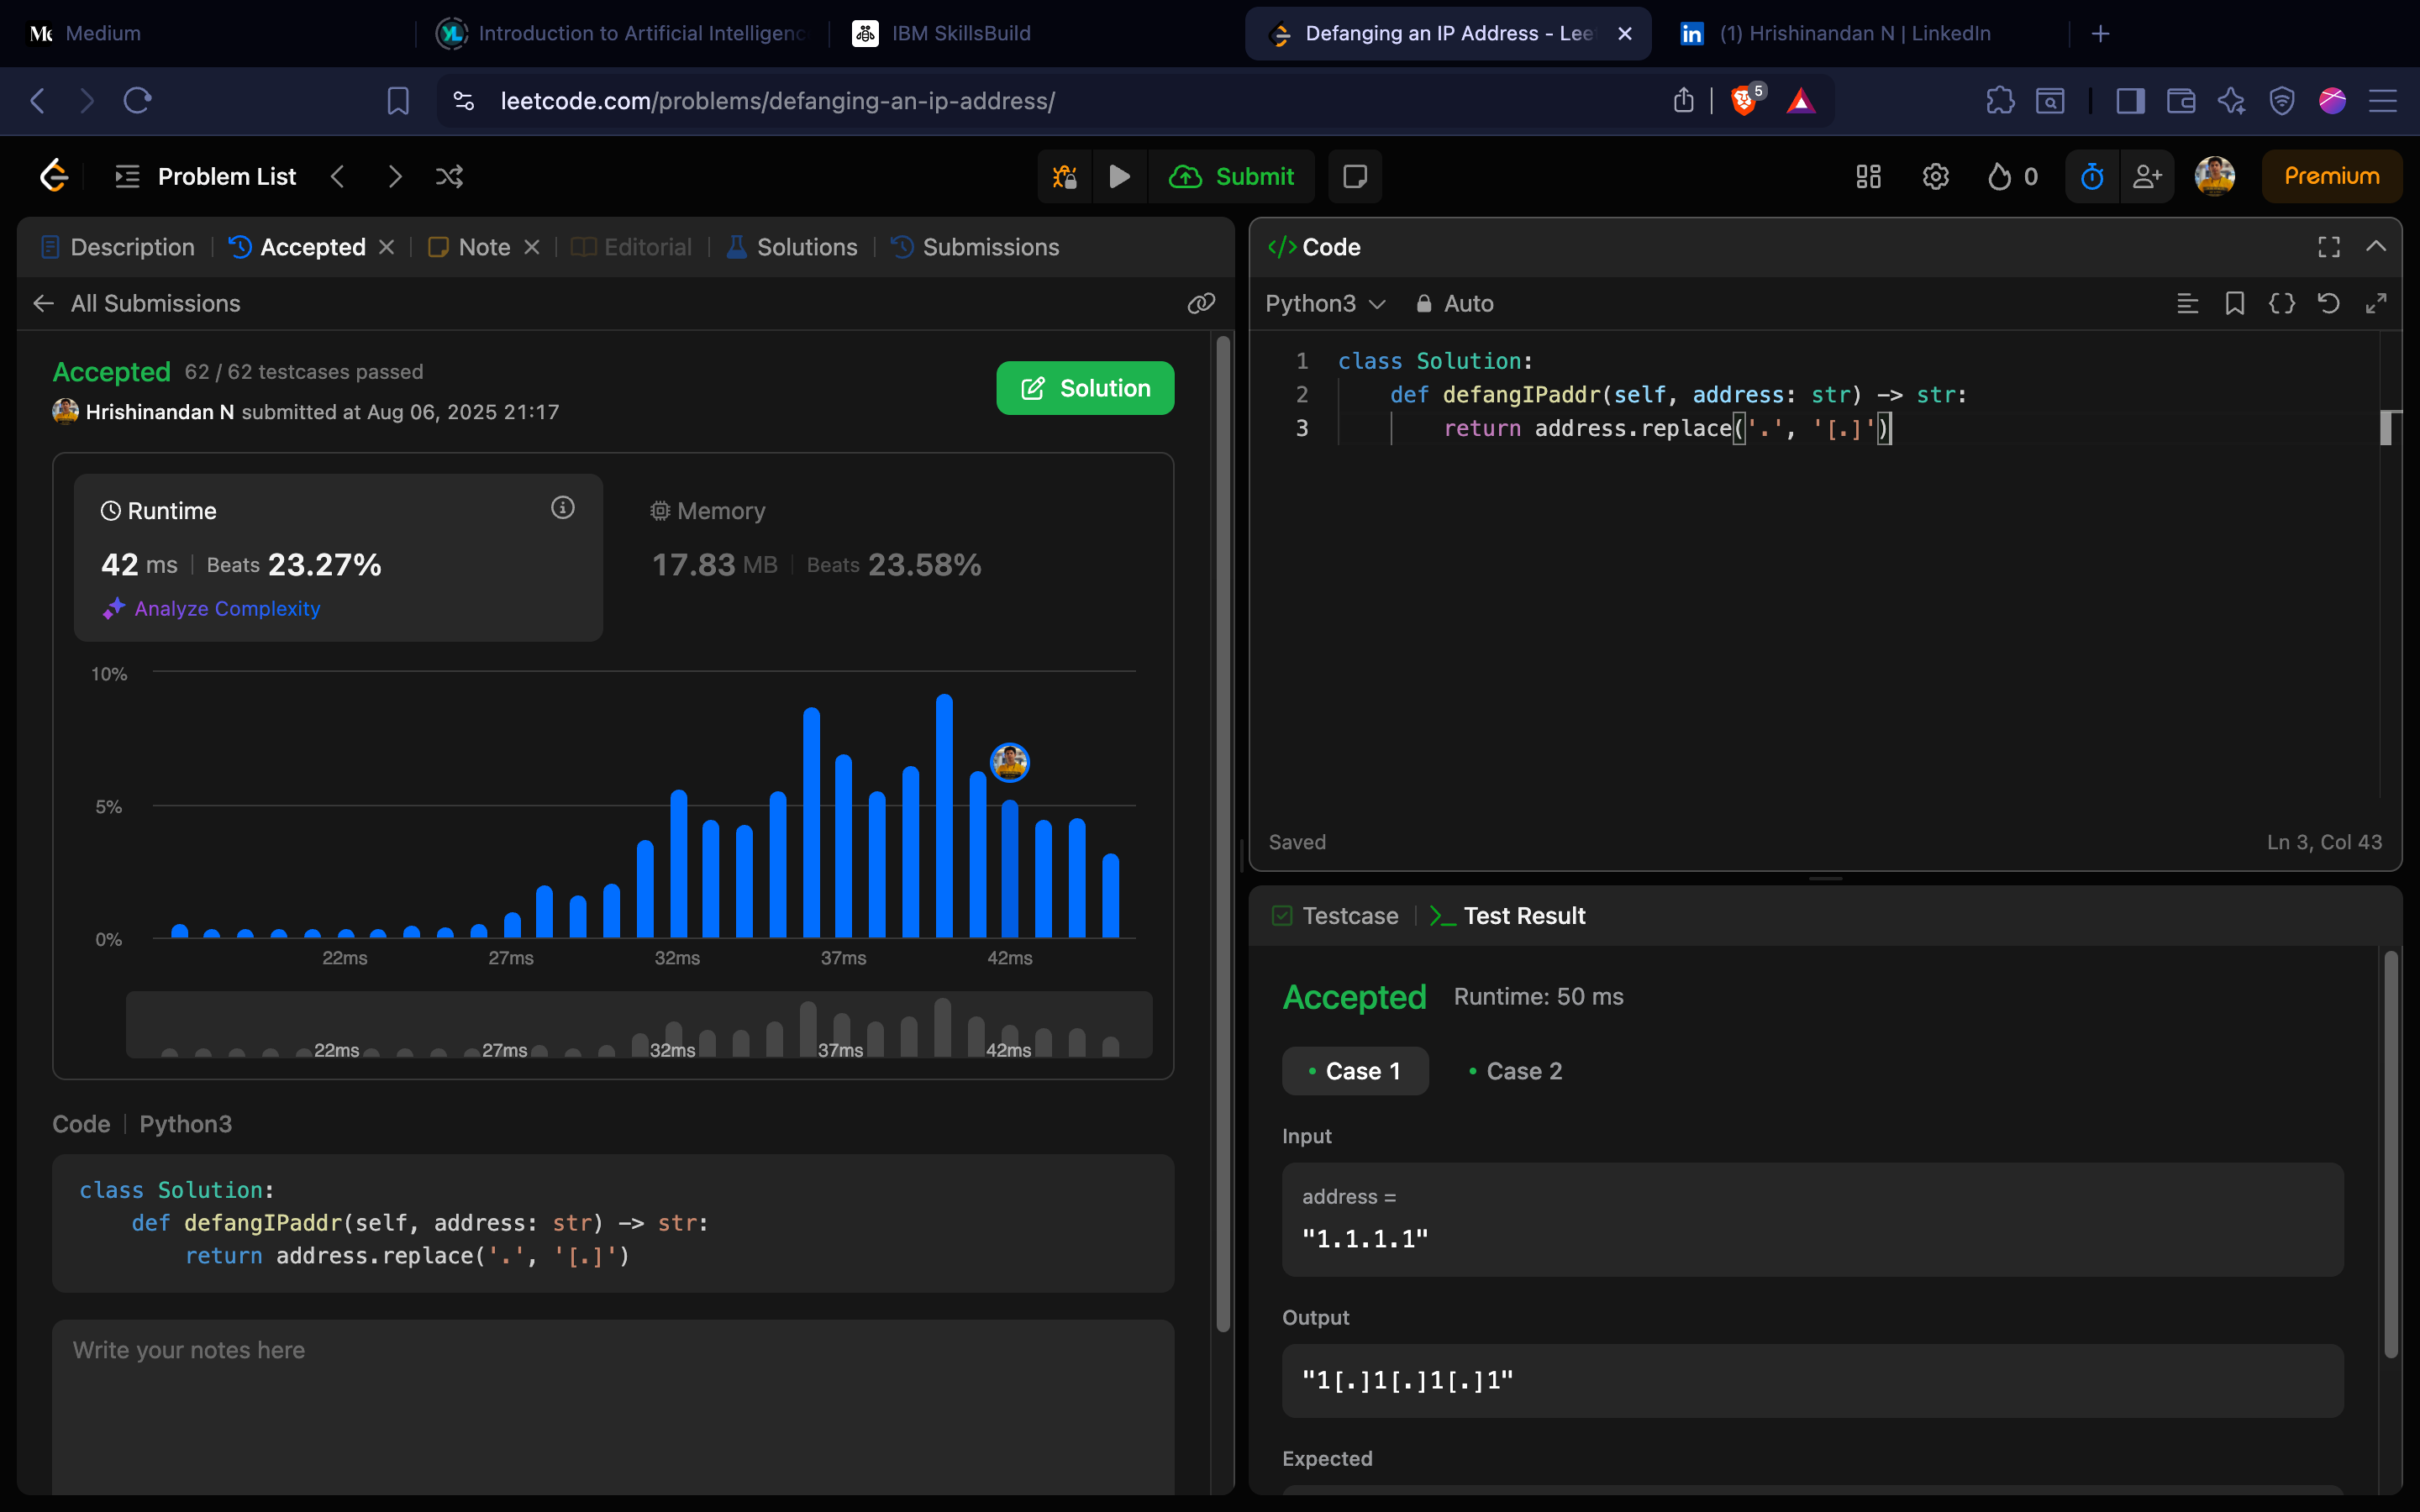 Medium
Introduction to Artificial Intelligenc
IBM SkillsBuild
Defanging an IP Address - Lee
(1) Hrishinandan N | LinkedIn
leetcode.com/problems/defanging-an-ip-address/
5
Problem List
Submit
0
Premium
Description
Accepted
Note
Editorial
Solutions
Submissions
All Submissions
Accepted 62 / 62 testcases passed
Hrishinandan N submitted at Aug 06, 2025 21:17
Solution
Runtime
42 ms | Beats 23.27%
Analyze Complexity
Memory
17.83 MB | Beats 23.58%
10%
5%
0%
22ms 27ms 32ms 37ms 42ms
22ms 27ms 32ms 37ms 42ms
Code | Python3
class Solution:
    def defangIPaddr(self, address: str) -> str:
        return address.replace('.', '[.]')
Write your notes here
</> Code
Python3
Auto
1 class Solution:
2     def defangIPaddr(self, address: str) -> str:
3         return address.replace('.', '[.]')
Saved
Ln 3, Col 43
Testcase
Test Result
Accepted Runtime: 50 ms
Case 1
Case 2
Input
address =
"1.1.1.1"
Output
"1[.]1[.]1[.]1"
Expected